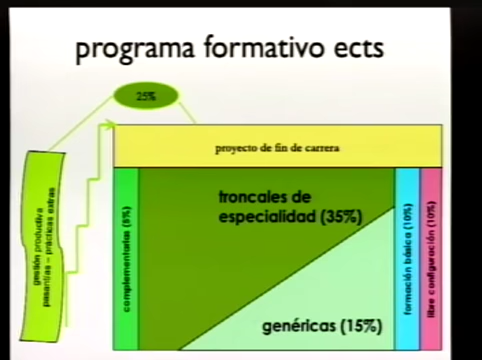 programa formativo ects
25%
proyecto de fin de carrera
gestión productiva
pasantías – prácticas extras
complementarias (5%)
troncales de
especialidad (35%)
genéricas (15%)
formación básica (10%)
libre configuración (10%)